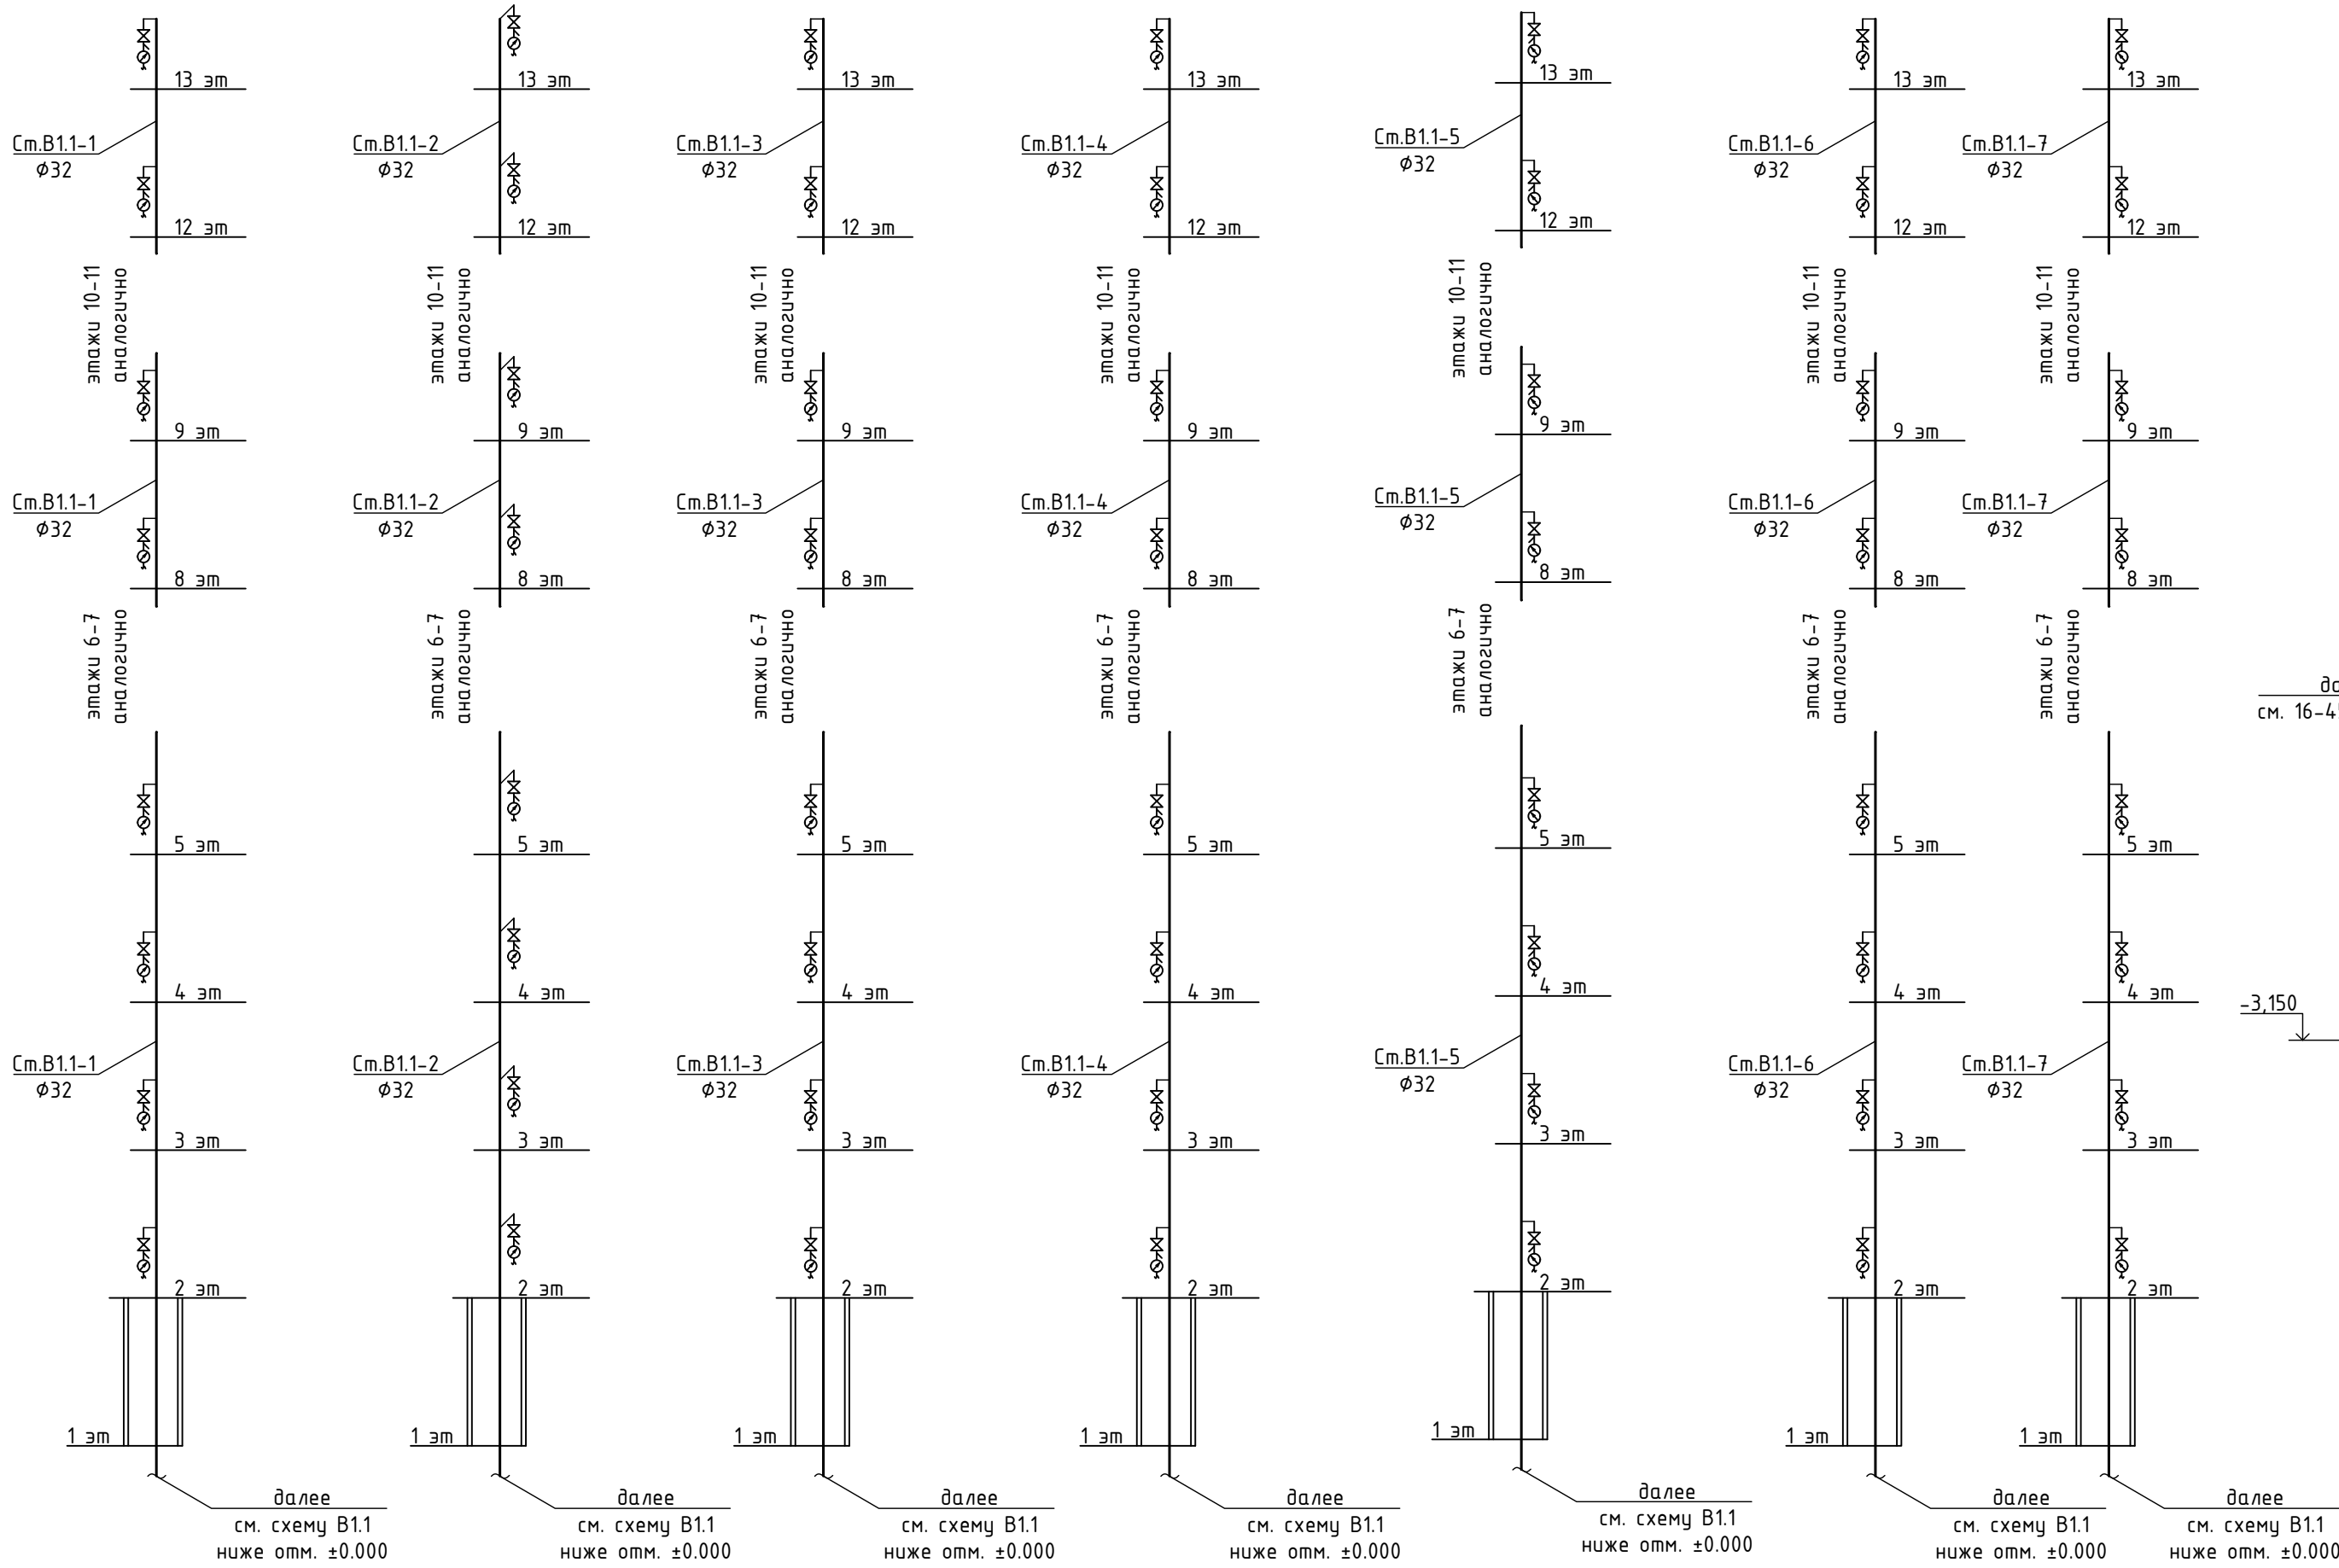 13 эт
13 эт
13 эт
13 эт
13 эт
13 эт
13 эт
Ст.В1.1-1
ф32
Ст.В1.1-2
ф32
Ст.В1.1-3
ф32
Ст.В1.1-4
ф32
Ст.В1.1-5
ф32
Ст.В1.1-6
ф32
Ст.В1.1-7
ф32
12 эт
12 эт
12 эт
12 эт
12 эт
12 эт
12 эт
этажи 10-11
аналогично
этажи 10-11
аналогично
этажи 10-11
аналогично
этажи 10-11
аналогично
этажи 10-11
аналогично
этажи 10-11
аналогично
этажи 10-11
аналогично
9 эт
9 эт
9 эт
9 эт
9 эт
9 эт
9 эт
Ст.В1.1-1
ф32
Ст.В1.1-2
ф32
Ст.В1.1-3
ф32
Ст.В1.1-4
ф32
Ст.В1.1-5
ф32
Ст.В1.1-6
ф32
Ст.В1.1-7
ф32
8 эт
8 эт
8 эт
8 эт
8 эт
8 эт
8 эт
этажи 6-7
аналогично
этажи 6-7
аналогично
этажи 6-7
аналогично
этажи 6-7
аналогично
этажи 6-7
аналогично
этажи 6-7
аналогично
этажи 6-7
аналогично
см. 16-4
5 эт
5 эт
5 эт
5 эт
5 эт
5 эт
5 эт
4 эт
4 эт
4 эт
4 эт
4 эт
4 эт
4 эт
-3,150
Ст.В1.1-1
ф32
Ст.В1.1-2
ф32
Ст.В1.1-3
ф32
Ст.В1.1-4
ф32
Ст.В1.1-5
ф32
Ст.В1.1-6
ф32
Ст.В1.1-7
ф32
3 эт
3 эт
3 эт
3 эт
3 эт
3 эт
3 эт
2 эт
2 эт
2 эт
2 эт
2 эт
2 эт
2 эт
1 эт
1 эт
1 эт
1 эт
1 эт
1 эт
1 эт
далее
см. схему В1.1
ниже отм. ±0.000
далее
см. схему В1.1
ниже отм. ±0.000
далее
см. схему В1.1
ниже отм. ±0.000
далее
см. схему В1.1
ниже отм. ±0.000
далее
см. схему В1.1
ниже отм. ±0.000
далее
см. схему В1.1
ниже отм. ±0.000
далее
см. схему В1.1
ниже отм. ±0.000